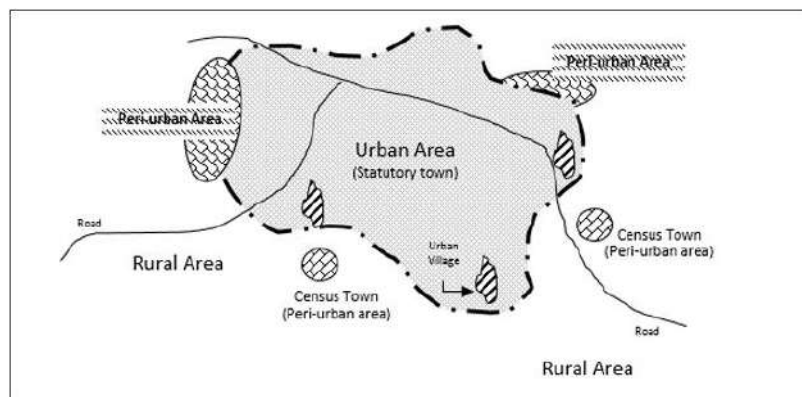 Peri-urban Area
Peri-urban Area
Urban Area
(Statutory town)
Road
Rural Area
Urban
Village
Census Town
(Peri-urban area)
Census Town
(Peri-urban area)
Road
Rural Area